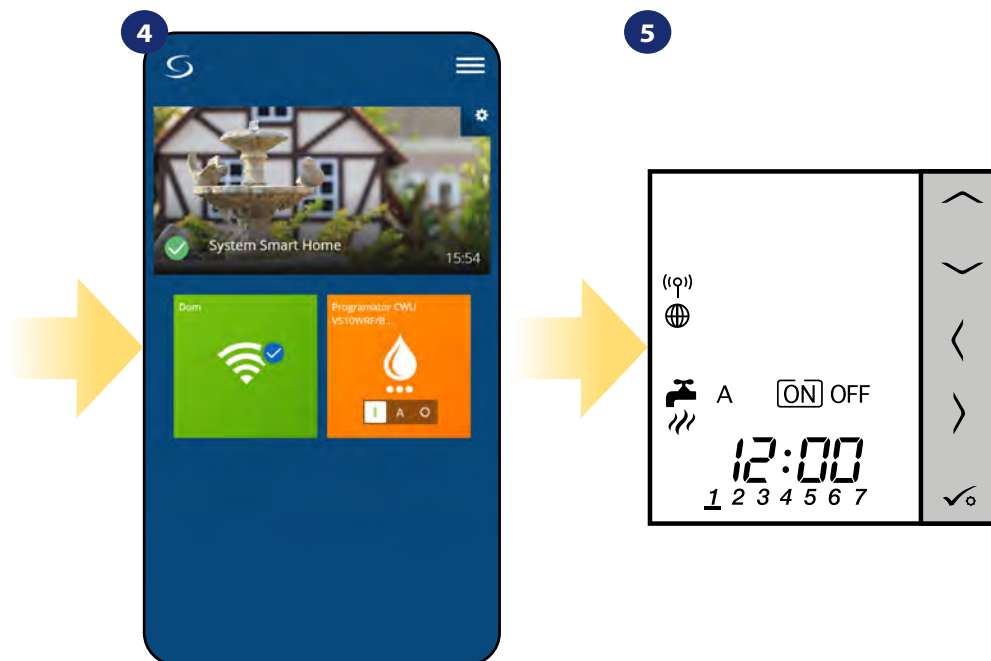 4
5
System Smart Home
15:54
Dom
Programator CWU
VS10WRF/B...
I A O
A ON OFF
12:00
1 2 3 4 5 6 7